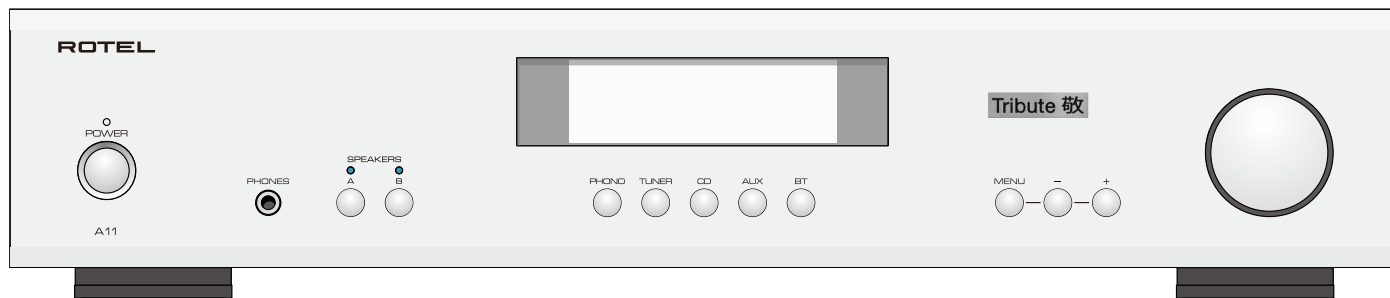 ROTEL
Tribute 敬
POWER
SPEAKERS
A B
PHONES
PHONO TUNER CD AUX BT
MENU − +
A11